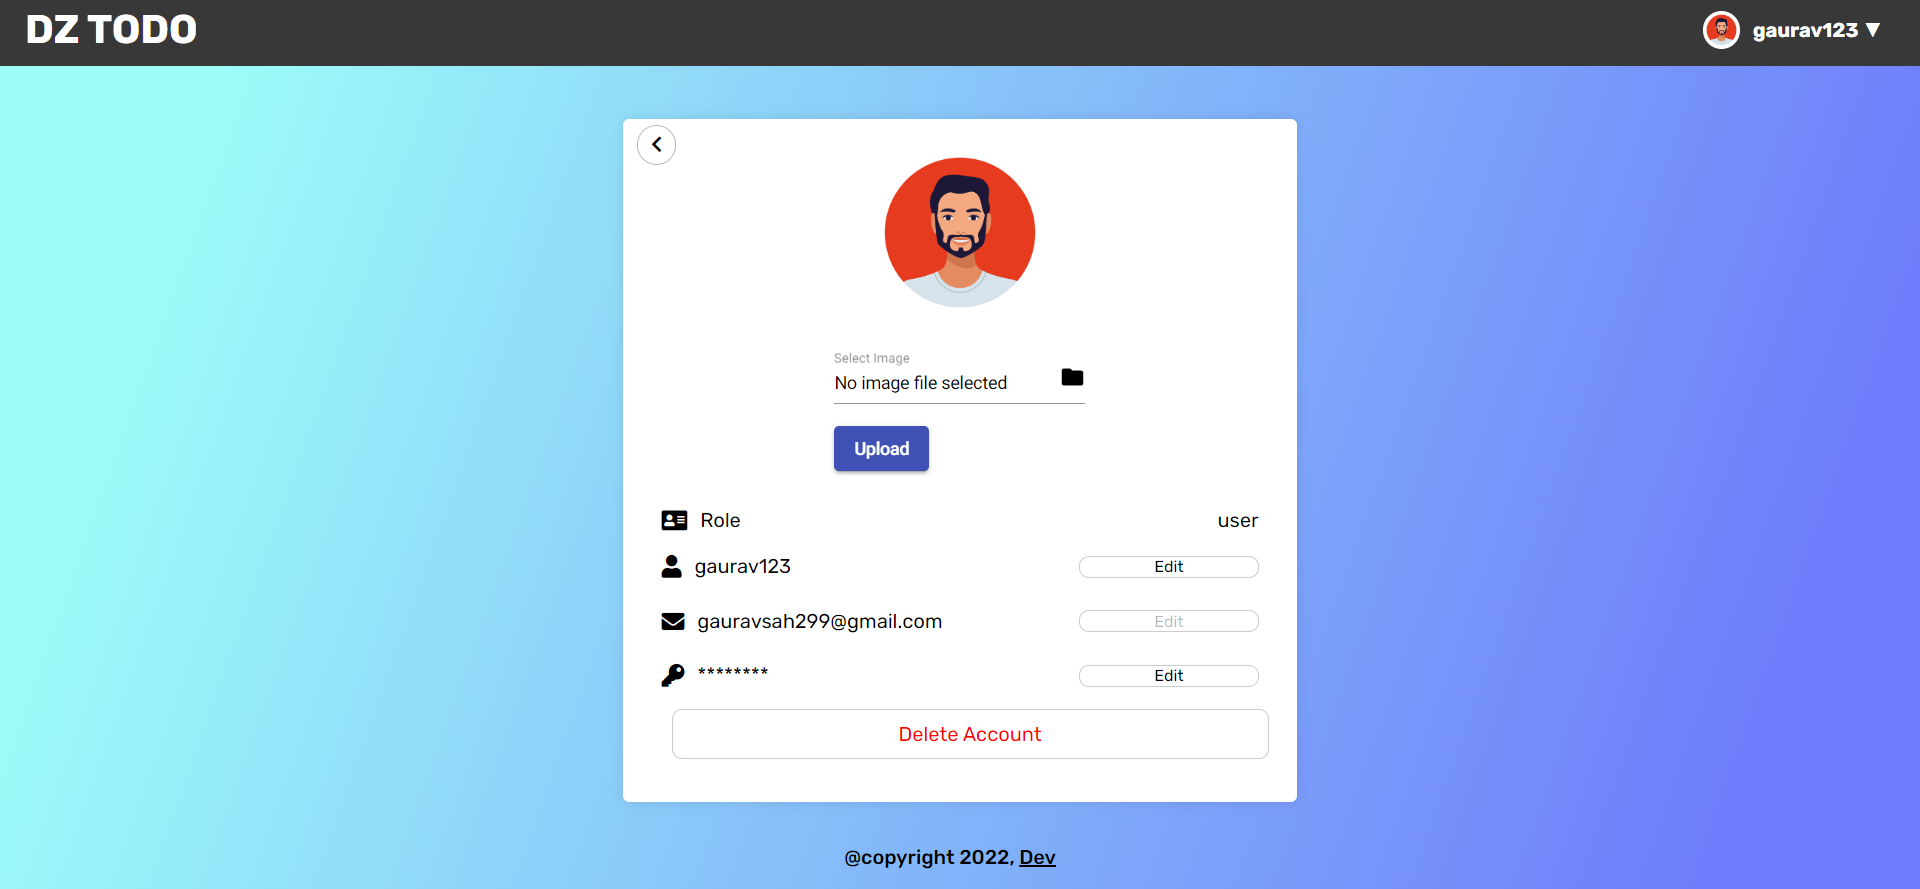 DZ TODO
gaurav123 ▼
Select Image
No image file selected
Upload
Role
user
gaurav123
Edit
gauravsah299@gmail.com
Edit
********
Edit
Delete Account
@copyright 2022, Dev